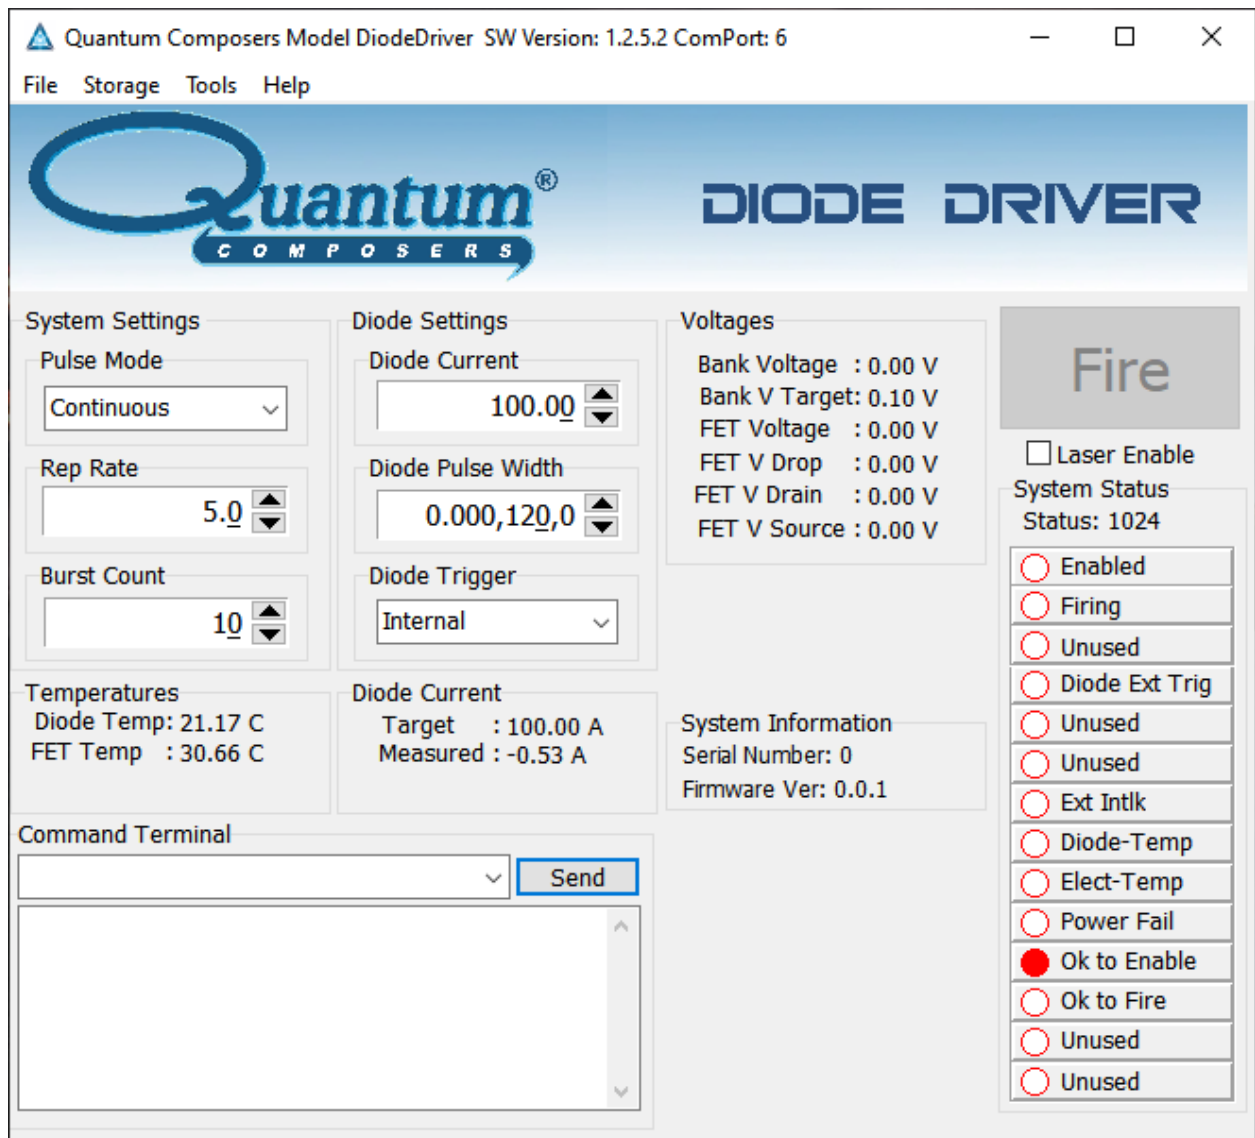 Quantum Composers Model DiodeDriver SW Version: 1.2.5.2 ComPort: 6
File Storage Tools Help
Quantum®
COMPOSERS
DIODE DRIVER
System Settings
Pulse Mode
Continuous
Rep Rate
5.0
Burst Count
10
Diode Settings
Diode Current
100.00
Diode Pulse Width
0.000,120,0
Diode Trigger
Internal
Voltages
Bank Voltage : 0.00 V
Bank V Target: 0.10 V
FET Voltage : 0.00 V
FET V Drop : 0.00 V
FET V Drain : 0.00 V
FET V Source : 0.00 V
Fire
Laser Enable
System Status
Status: 1024
Enabled
Firing
Unused
Diode Ext Trig
Unused
Unused
Ext Intlk
Diode-Temp
Elect-Temp
Power Fail
Ok to Enable
Ok to Fire
Unused
Unused
Temperatures
Diode Temp: 21.17 C
FET Temp : 30.66 C
Diode Current
Target : 100.00 A
Measured : -0.53 A
System Information
Serial Number: 0
Firmware Ver: 0.0.1
Command Terminal
Send